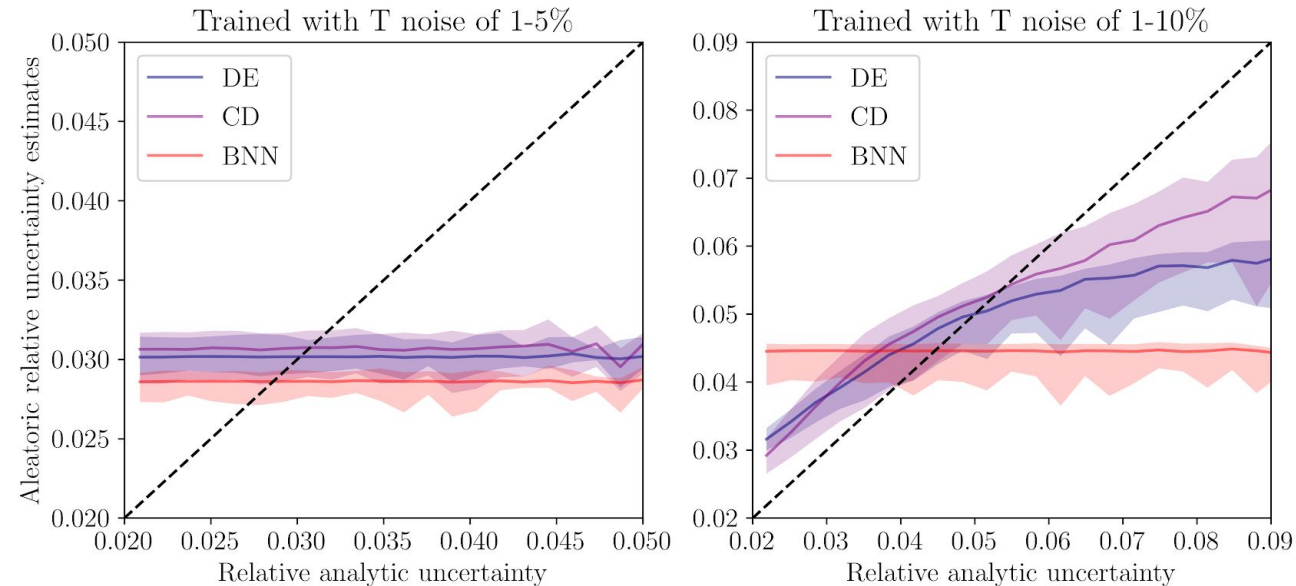 Trained with T noise of 1-5%
Aleatoric relative uncertainty estimates
0.050
0.045
0.040
0.035
0.030
0.025
0.020
DE
CD
BNN
0.020 0.025 0.030 0.035 0.040 0.045 0.050
Relative analytic uncertainty
Trained with T noise of 1-10%
0.09
0.08
0.07
0.06
0.05
0.04
0.03
0.02
DE
CD
BNN
0.02 0.03 0.04 0.05 0.06 0.07 0.08 0.09
Relative analytic uncertainty